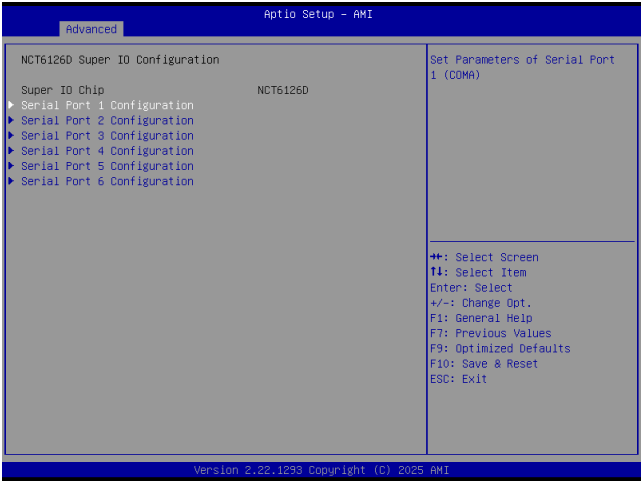 Aptio Setup - AMI
Advanced
NCT6126D Super IO Configuration
Super IO Chip NCT6126D
Serial Port 1 Configuration
Serial Port 2 Configuration
Serial Port 3 Configuration
Serial Port 4 Configuration
Serial Port 5 Configuration
Serial Port 6 Configuration
Set Parameters of Serial Port
1 (COMA)
→←: Select Screen
↑↓: Select Item
Enter: Select
+/-: Change Opt.
F1: General Help
F7: Previous Values
F9: Optimized Defaults
F10: Save & Reset
ESC: Exit
Version 2.22.1293 Copyright (C) 2025 AMI